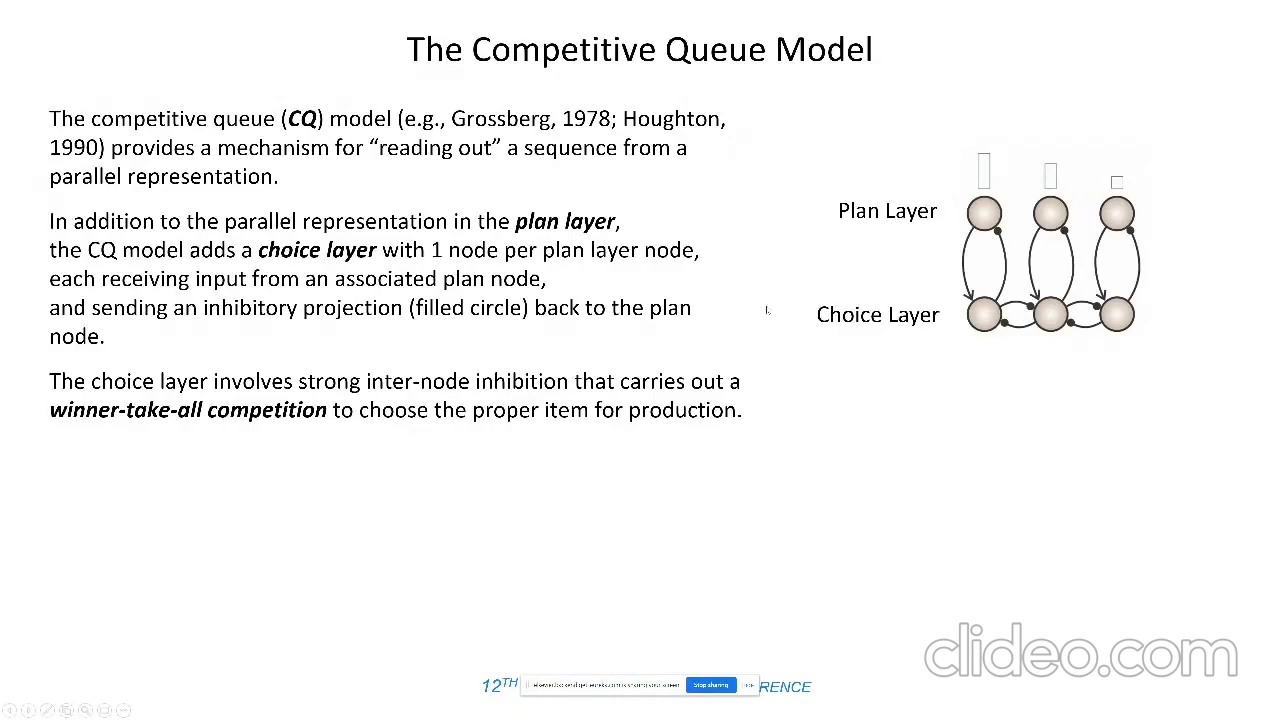 The Competitive Queue Model
The competitive queue (CQ) model (e.g., Grossberg, 1978; Houghton,
1990) provides a mechanism for “reading out” a sequence from a
parallel representation.
In addition to the parallel representation in the plan layer,
the CQ model adds a choice layer with 1 node per plan layer node,
each receiving input from an associated plan node,
and sending an inhibitory projection (filled circle) back to the plan
node.
The choice layer involves strong inter-node inhibition that carries out a
winner-take-all competition to choose the proper item for production.
Plan Layer
Choice Layer
clideo.com
12TH
is sharing your screen
Stop sharing
RENCE